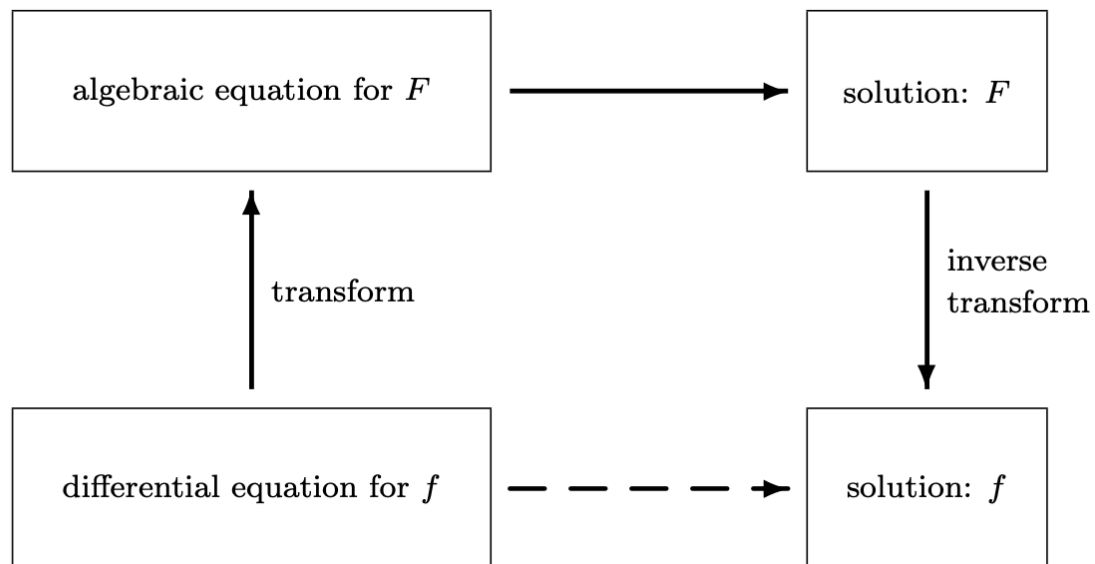 algebraic equation for F
solution: F
transform
inverse
transform
differential equation for f
solution: f